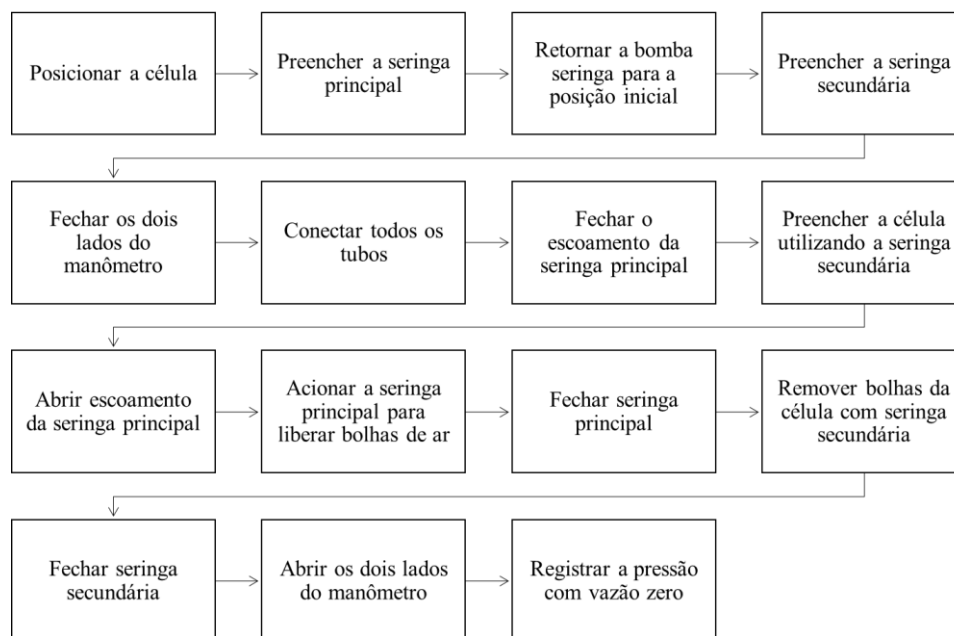 Posicionar a célula
Preencher a seringa
principal
Retornar a bomba
seringa para a
posição inicial
Preencher a seringa
secundária
Fechar os dois
lados do
manômetro
Conectar todos os
tubos
Fechar o
escoamento da
seringa principal
Preencher a célula
utilizando a seringa
secundária
Abrir escoamento
da seringa principal
Acionar a seringa
principal para
liberar bolhas de ar
Fechar seringa
principal
Remover bolhas da
célula com seringa
secundária
Fechar seringa
secundária
Abrir os dois lados
do manômetro
Registrar a pressão
com vazão zero